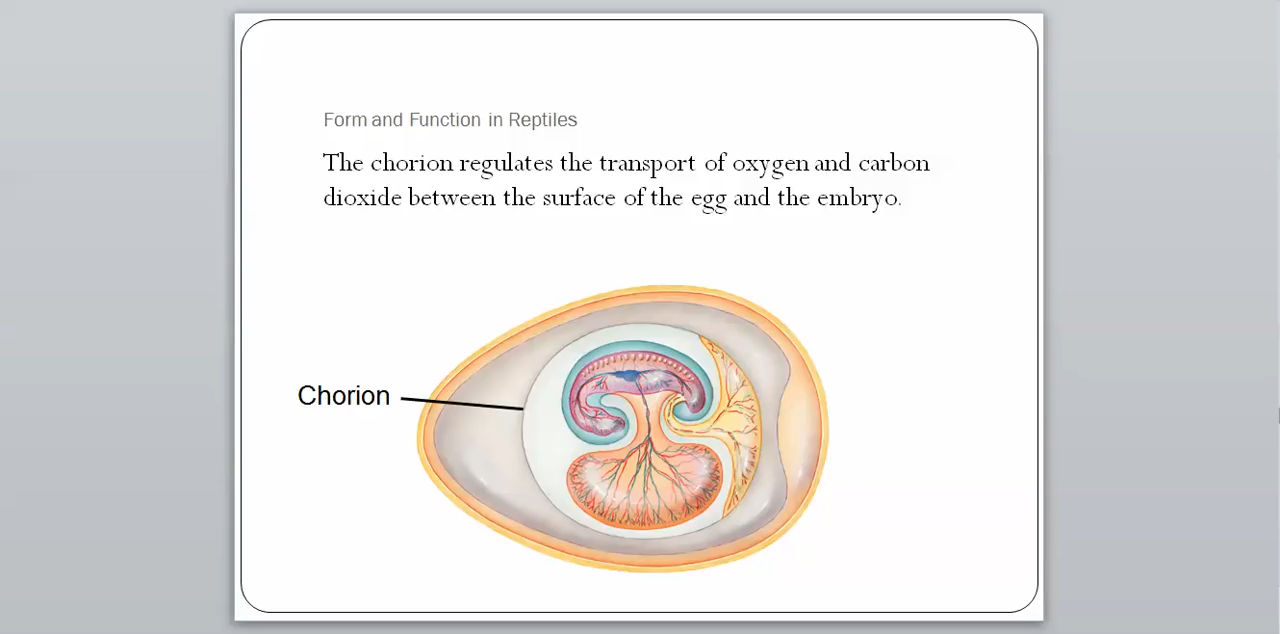 Form and Function in Reptiles
The chorion regulates the transport of oxygen and carbon
dioxide between the surface of the egg and the embryo.
Chorion